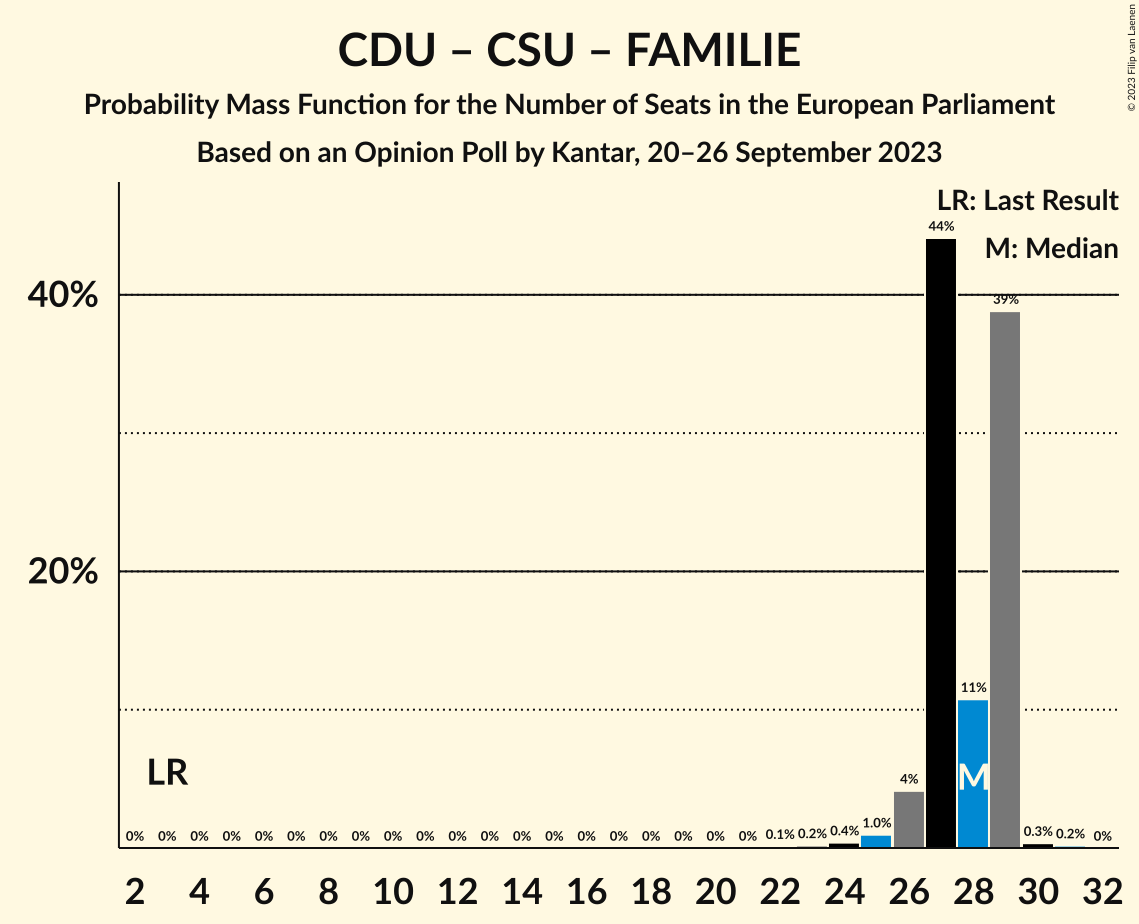 CDU – CSU – FAMILIE
Probability Mass Function for the Number of Seats in the European Parliament
Based on an Opinion Poll by Kantar, 20–26 September 2023
© 2023 Filip van Laenen
LR: Last Result
M: Median
44%
40%
39%
20%
11%
M
LR
4%
0% 0% 0% 0% 0% 0% 0% 0% 0% 0% 0% 0% 0% 0% 0% 0% 0% 0% 0% 0% 0.1% 0.2% 0.4% 1.0% 0.3% 0.2% 0%
2 4 6 8 10 12 14 16 18 20 22 24 26 28 30 32